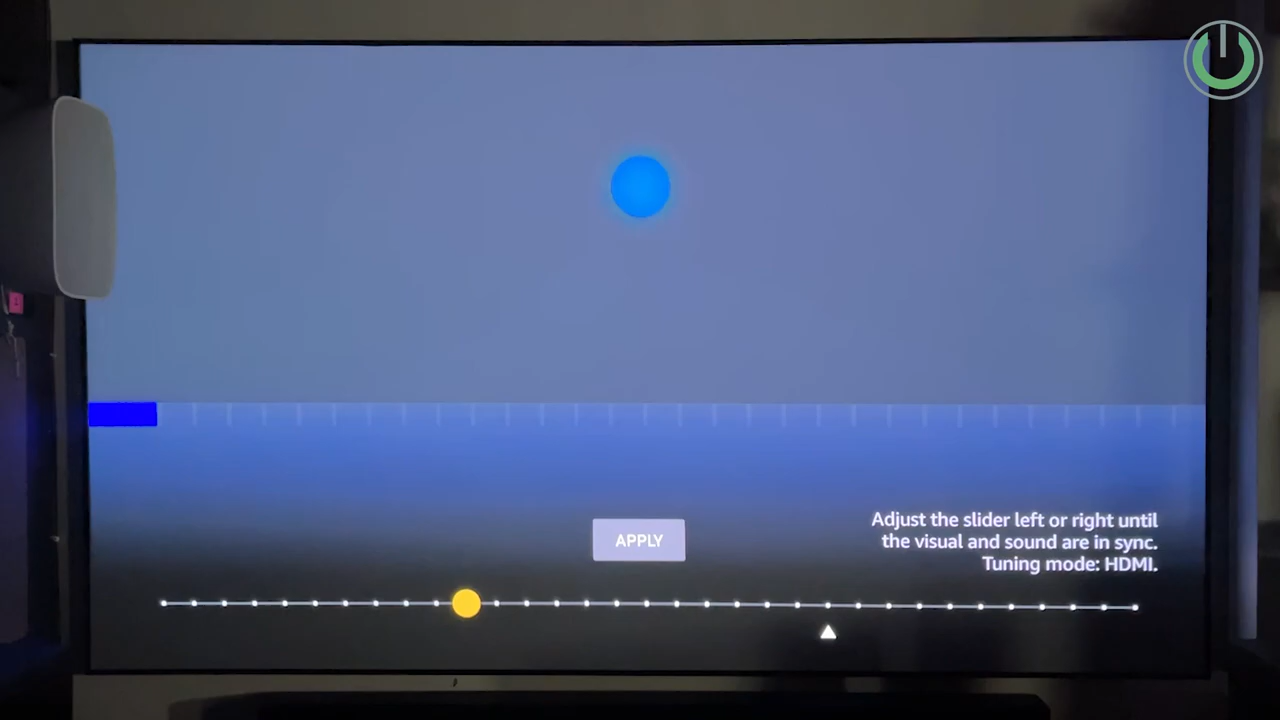 Adjust the slider left or right until
the visual and sound are in sync.
Tuning mode: HDMI.
APPLY